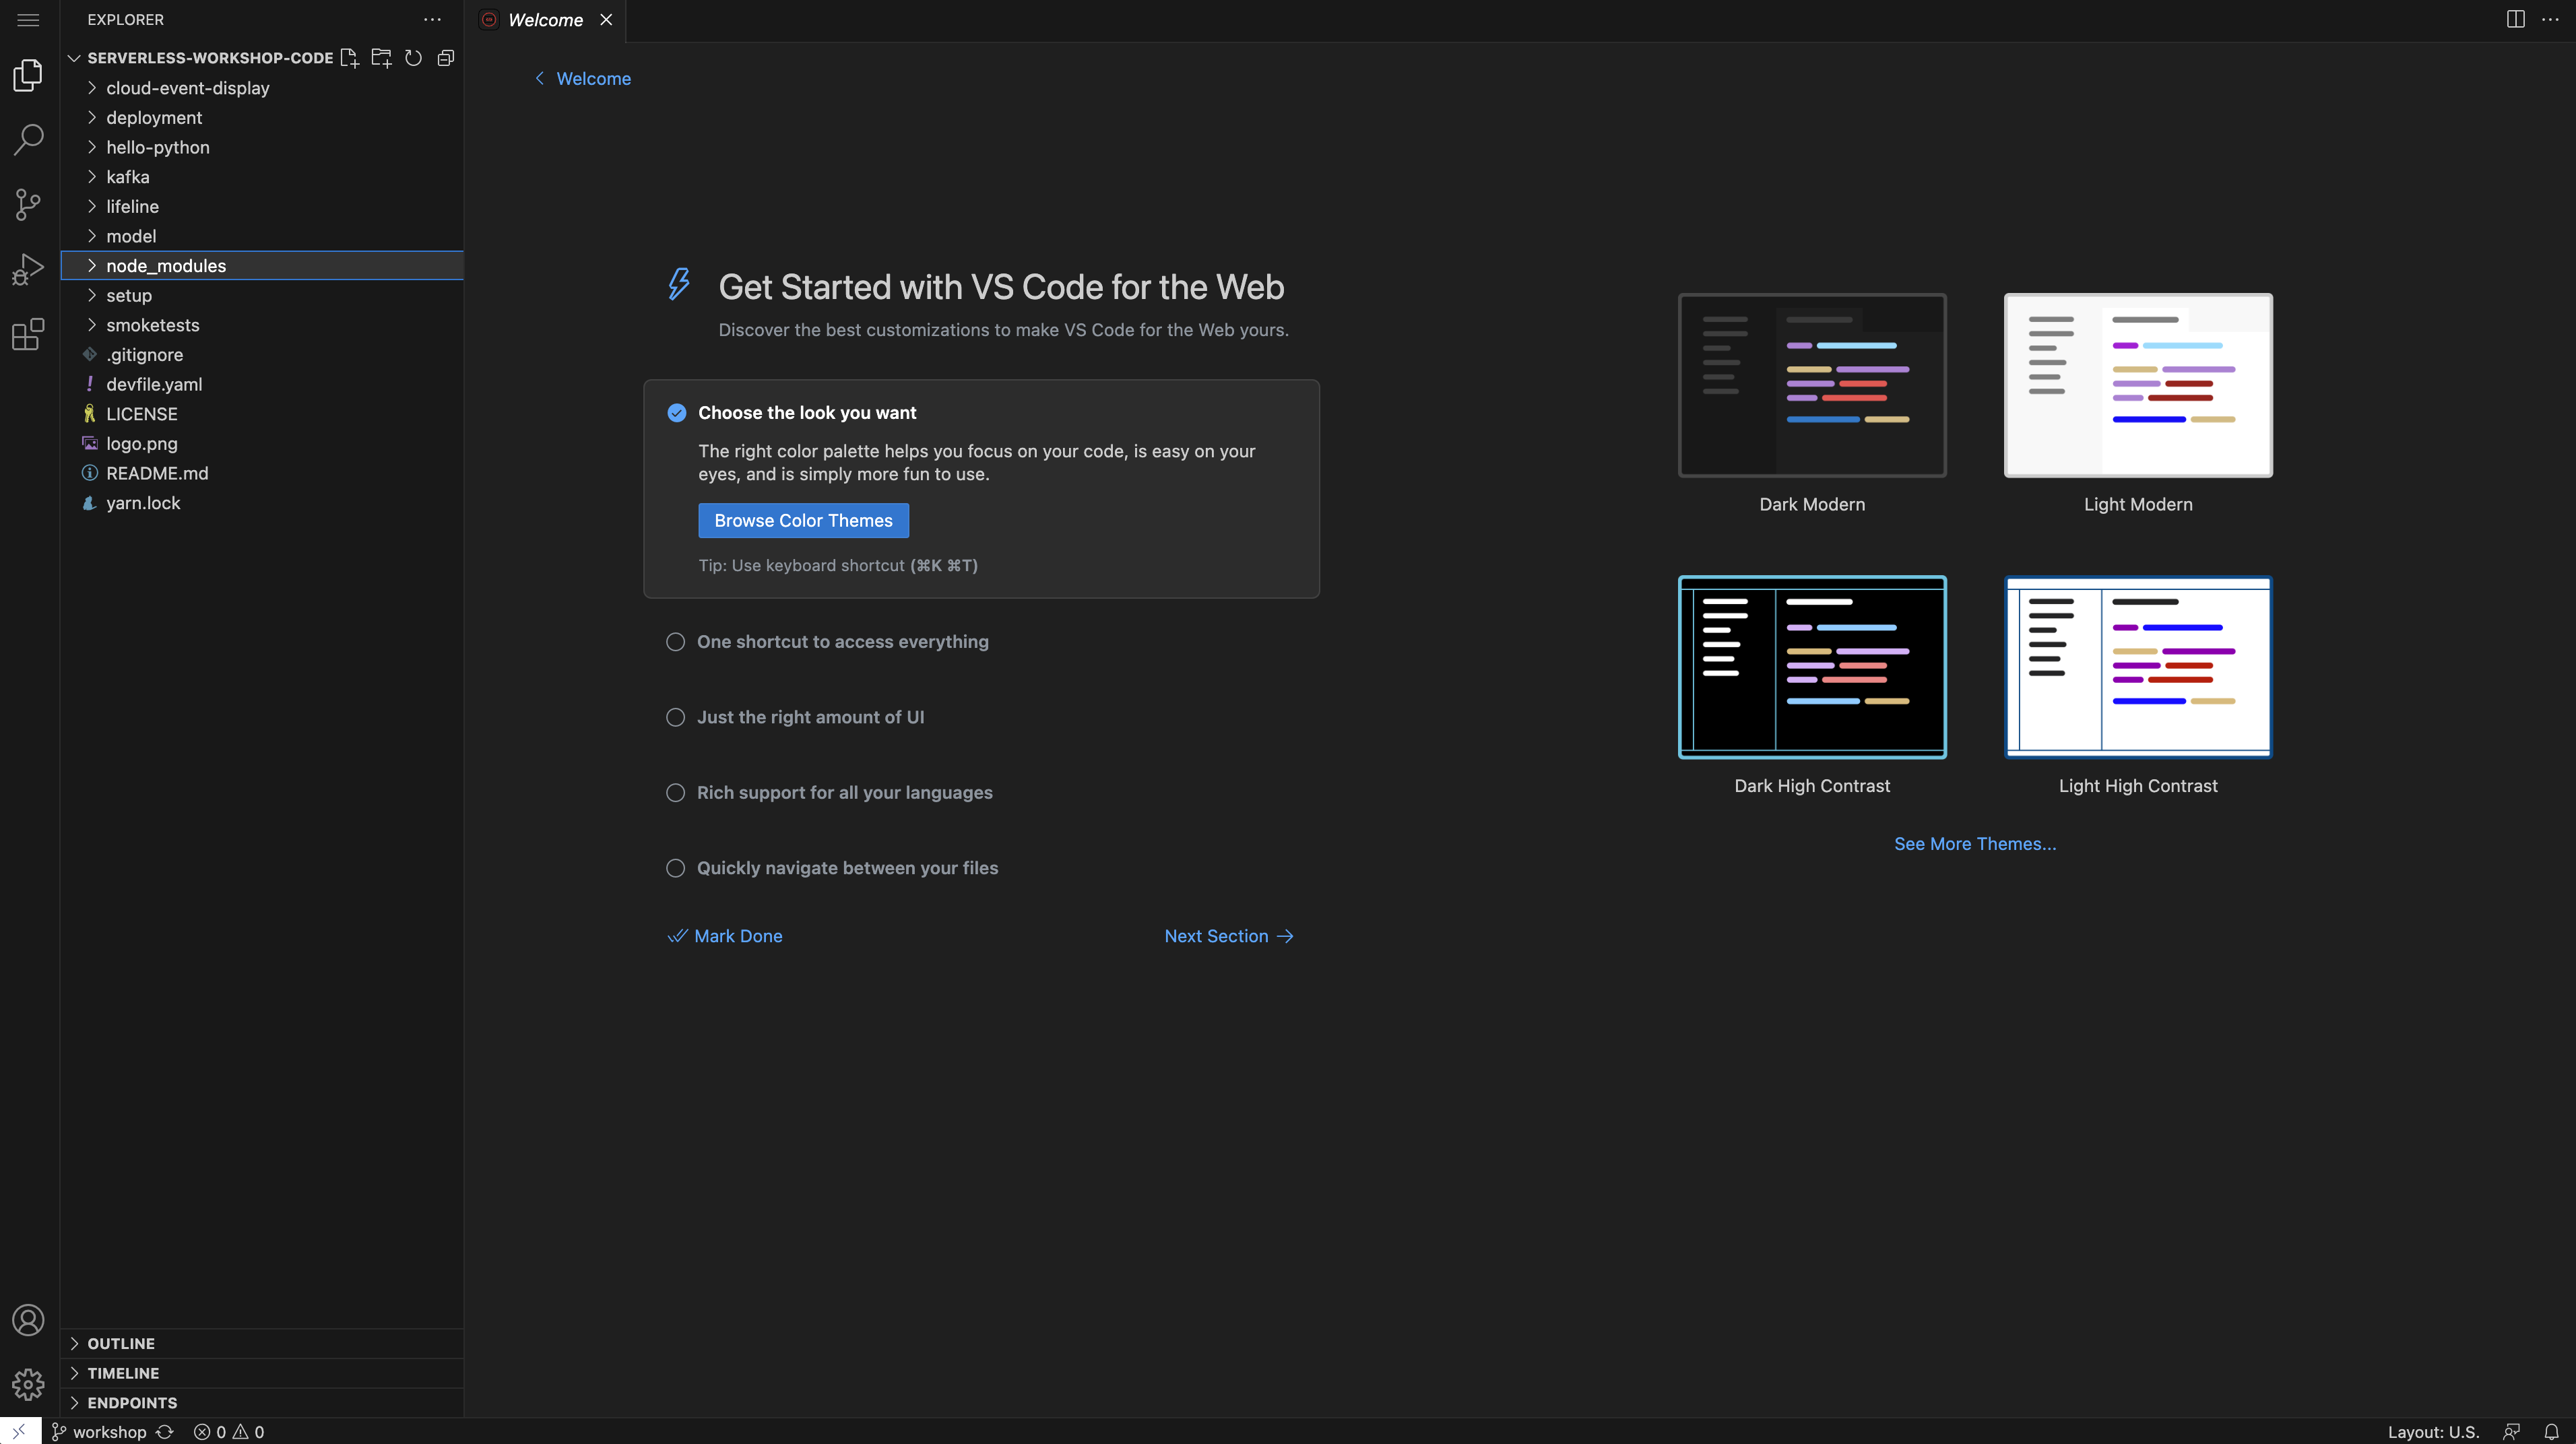 EXPLORER
SERVERLESS-WORKSHOP-CODE
cloud-event-display
deployment
hello-python
kafka
lifeline
model
node_modules
setup
smoketests
.gitignore
devfile.yaml
LICENSE
logo.png
README.md
yarn.lock
OUTLINE
TIMELINE
ENDPOINTS
Welcome
Welcome
Get Started with VS Code for the Web
Discover the best customizations to make VS Code for the Web yours.
Choose the look you want
The right color palette helps you focus on your code, is easy on your
eyes, and is simply more fun to use.
Browse Color Themes
Tip: Use keyboard shortcut (⌘K ⌘T)
One shortcut to access everything
Just the right amount of UI
Rich support for all your languages
Quickly navigate between your files
Mark Done
Next Section
Dark Modern
Light Modern
Dark High Contrast
Light High Contrast
See More Themes...
workshop
0
0
Layout: U.S.